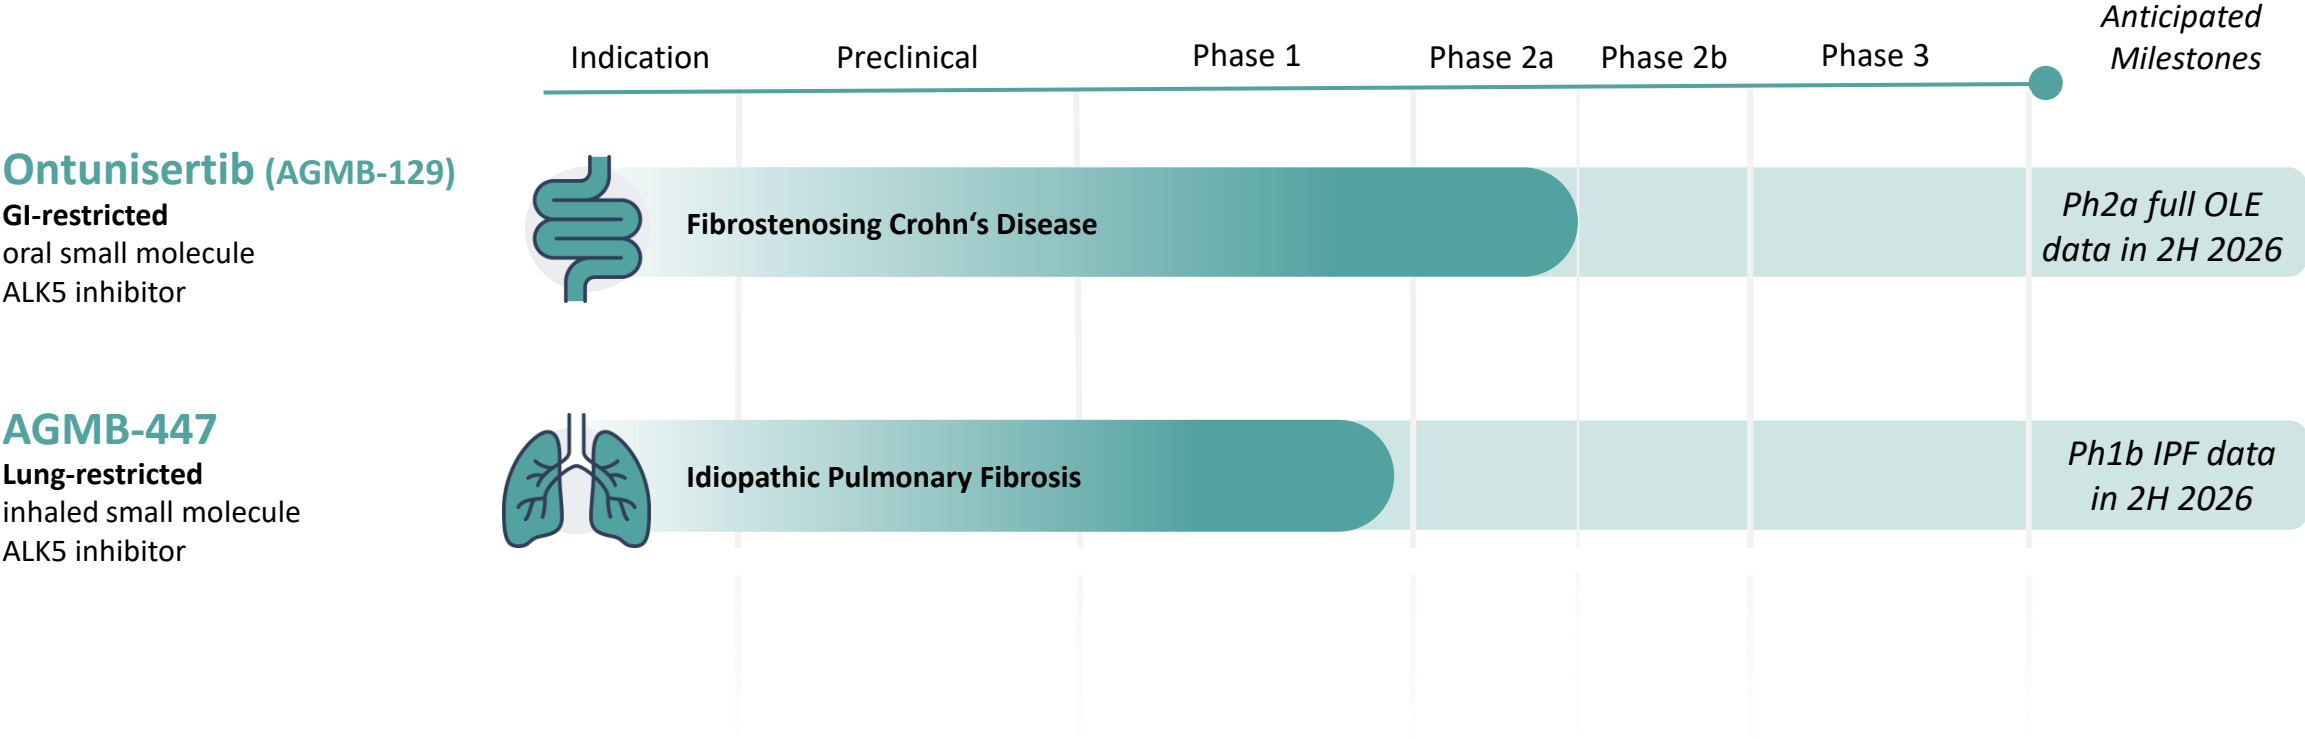 Indication
Preclinical
Phase 1
Phase 2a
Phase 2b
Phase 3
Anticipated
Milestones
Ontunisertib (AGMB-129)
GI-restricted
oral small molecule
ALK5 inhibitor
Fibrostenosing Crohn‘s Disease
Ph2a full OLE
data in 2H 2026
AGMB-447
Lung-restricted
inhaled small molecule
ALK5 inhibitor
Idiopathic Pulmonary Fibrosis
Ph1b IPF data
in 2H 2026